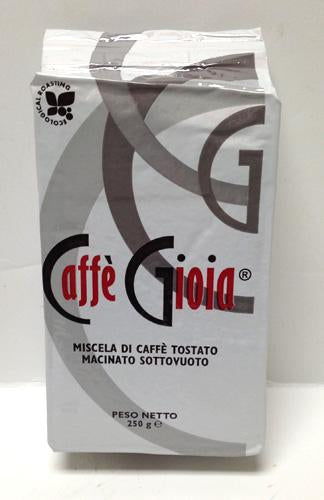 ECOLOGICAL ROASTING
G
Caffè Gioia®
MISCELA DI CAFFÈ TOSTATO
MACINATO SOTTOVUOTO
PESO NETTO
250 g ℮